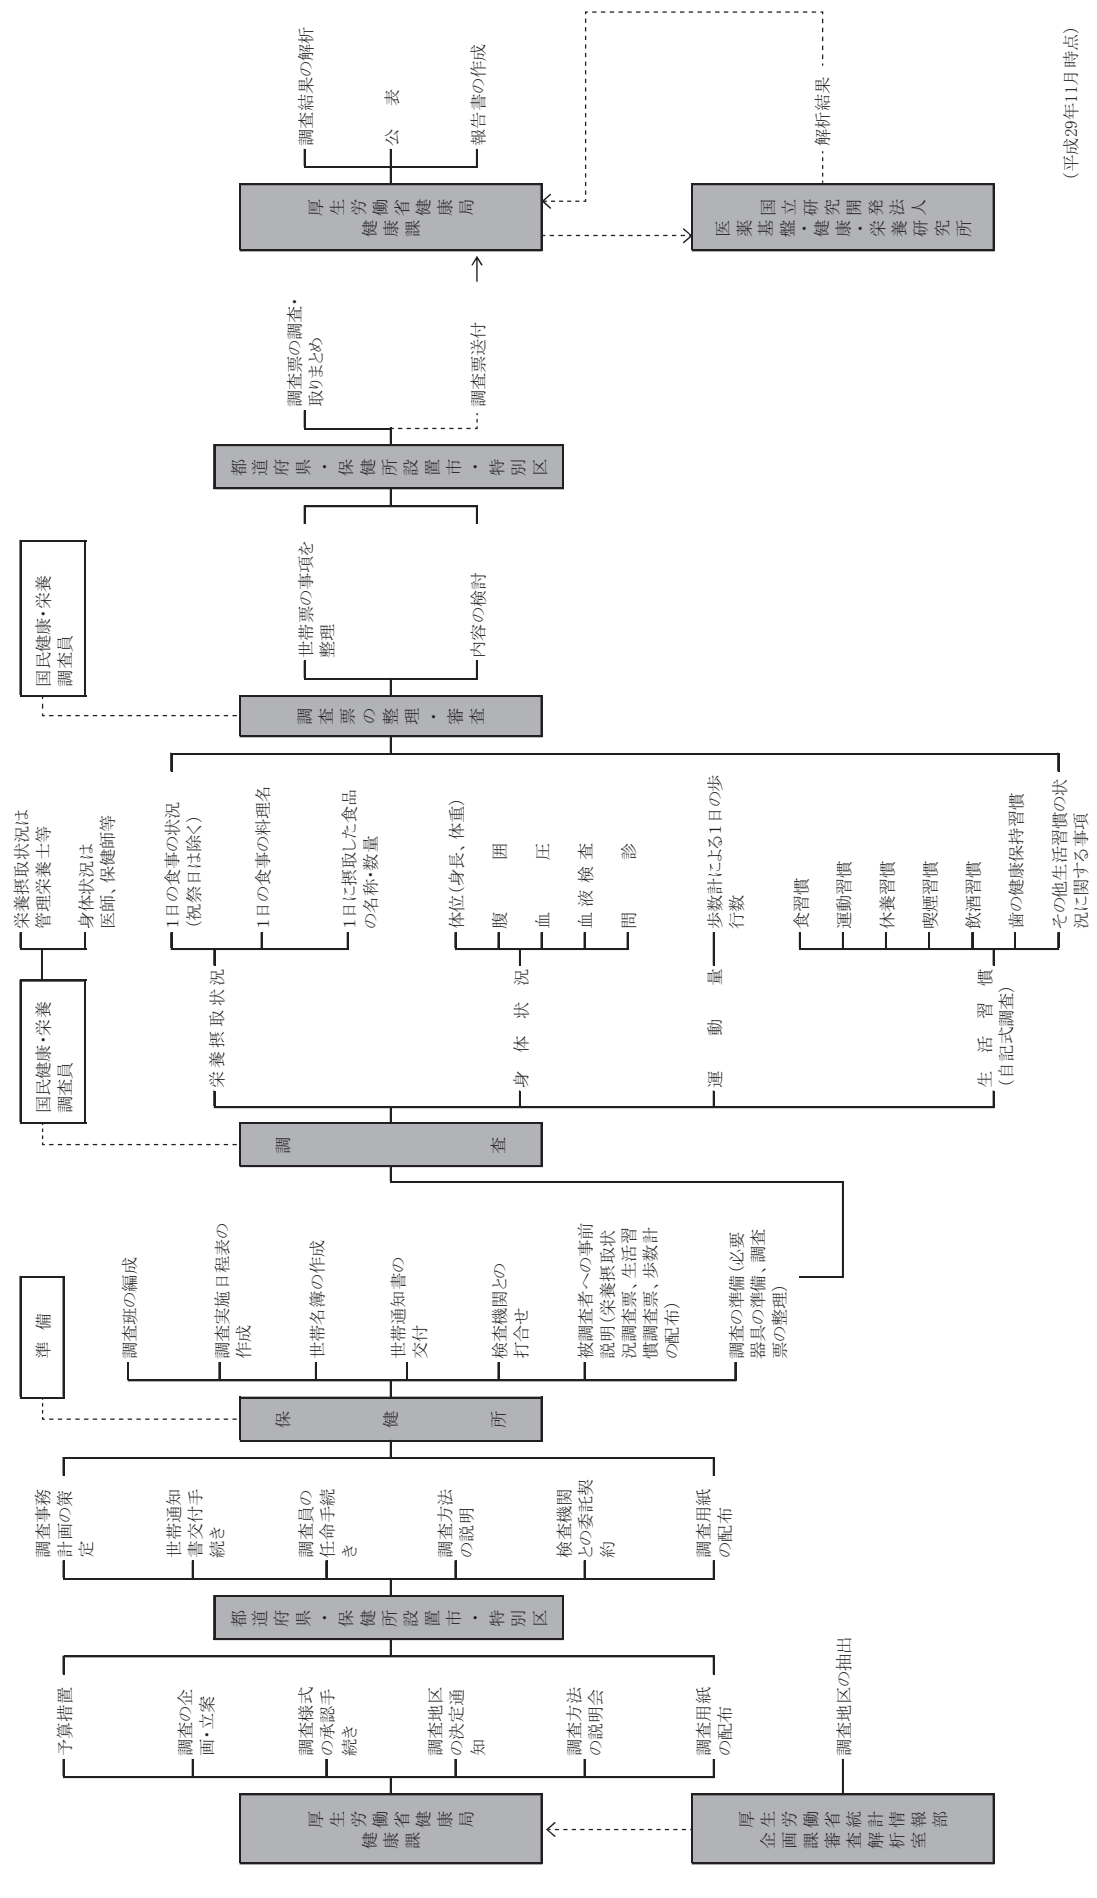 厚生労働省健康局
健康課
予算措置
調査の企
画・立案
調査様式
の承認手
続き
調査地区
の決定通
知
調査方法
の説明会
調査用紙
の配布
厚生労働省統計情報部
企画課審査解析室
調査地区の抽出
都道府県・保健所設置市・特別区
調査事務
計画の策
定
世帯通知
書交付手
続き
調査員の
任命手続
き
調査方法
の説明
検査機関
との委託契
約
調査用紙
の配布
準備
保健所
調査班の編成
調査実施日程表の
作成
世帯名簿の作成
世帯通知書の
交付
検査機関との
打合せ
被調査者への事前
説明(栄養摂取状
況調査票、生活習
慣調査票、歩数計
の配布)
調査の準備(必要
器具の準備、調査
票の整理)
国民健康・栄養
調査員
栄養摂取状況は
管理栄養士等
身体状況は
医師、保健師等
調査
栄養摂取状況
1日の食事の状況
(祝祭日は除く)
1日の食事の料理名
1日に摂取した食品
の名称・数量
身体状況
体位(身長、体重)
腹囲
血圧
血液検査
問診
運動量
歩数計による1日の歩
行数
生活習慣
(自記式調査)
食習慣
運動習慣
休養習慣
喫煙習慣
飲酒習慣
歯の健康保持習慣
その他生活習慣の状
況に関する事項
国民健康・栄養
調査員
調査票の整理・審査
世帯票の事項を
整理
内容の検討
都道府県・保健所設置市・特別区
調査票の調査・
取りまとめ
調査票送付
厚生労働省健康局
健康課
調査結果の解析
公表
報告書の作成
国立研究開発法人
医薬基盤・健康・栄養研究所
解析結果
(平成29年11月時点)